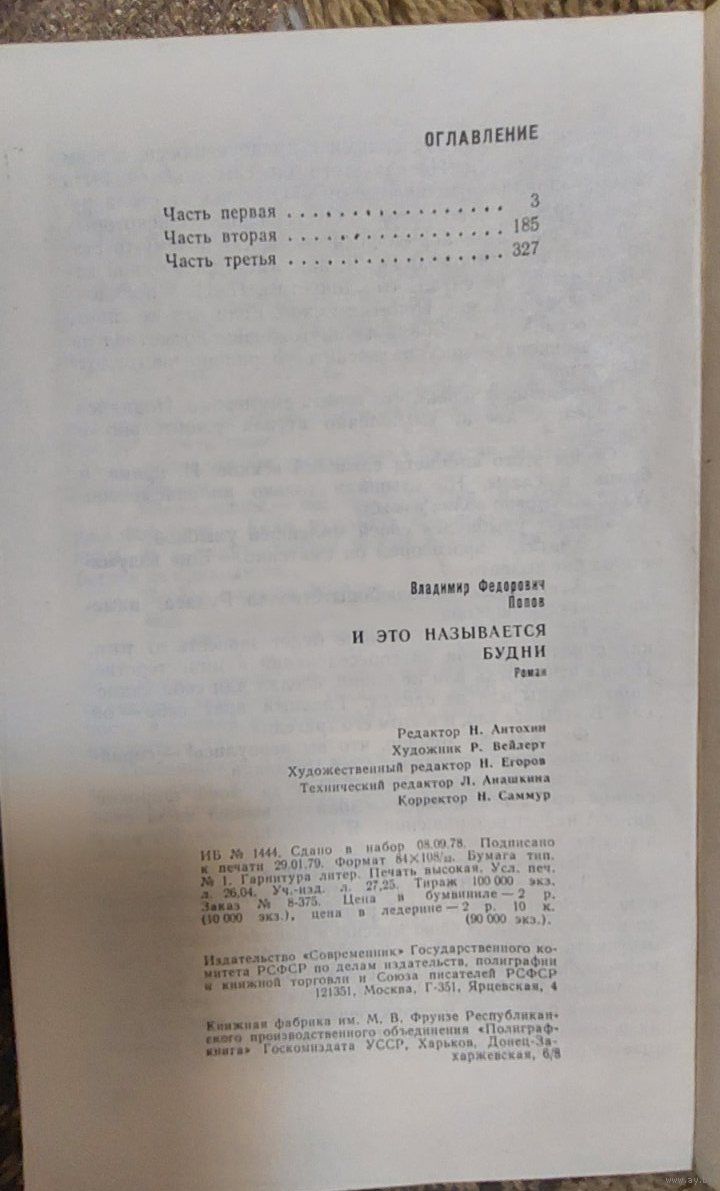 ОГЛАВЛЕНИЕ
Часть первая . . . . . . . . . . . . . . . . . 3
Часть вторая . . . . . . . . . . . . . . . . . 185
Часть третья . . . . . . . . . . . . . . . . . 327
Владимир Федорович
Попов
И ЭТО НАЗЫВАЕТСЯ
БУДНИ
Роман
Редактор Н. Антохин
Художник Р. Вейлерт
Художественный редактор Н. Егоров
Технический редактор Л. Анашкина
Корректор Н. Саммур
ИБ № 1444. Сдано в набор 08.09.78. Подписано
к печати 29.01.79. Формат 84×108/32. Бумага тип.
№ 1. Гарнитура литер. Печать высокая. Усл. печ.
л. 26,04. Уч.-изд. л. 27,25. Тираж 100 000 экз.
Заказ № 8-375. Цена в бумвиниле — 2 р.
(10 000 экз.), цена в ледерине — 2 р. 10 к.
(90 000 экз.).
Издательство «Современник» Государственного ко-
митета РСФСР по делам издательств, полиграфии
и книжной торговли и Союза писателей РСФСР
121351, Москва, Г-351, Ярцевская, 4
Книжная фабрика им. М. В. Фрунзе Республикан-
ского производственного объединения «Полиграф-
книга» Госкомиздата УССР, Харьков, Донец-За-
харжевская, 6/8